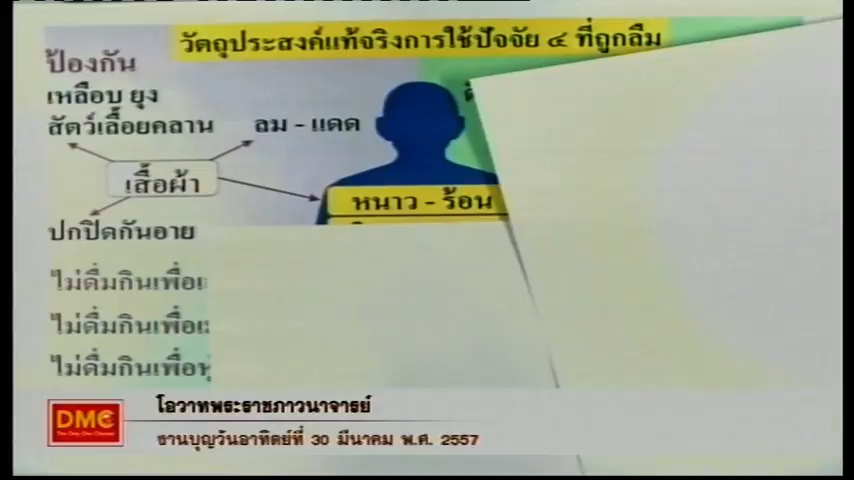 วัตถุประสงค์แท้จริงการใช้ปัจจัย ๔ ที่ถูกลืม
ป้องกัน
เหลือบ ยุง
สัตว์เลื้อยคลาน
ลม - แดด
เสื้อผ้า
หนาว - ร้อน
ปกปิดกันอาย
ไม่ดื่มกินเพื่อ
ไม่ดื่มกินเพื่อ
ไม่ดื่มกินเพื่อ
DMC
โอวาทพระราชภาวนาจารย์
งานบุญวันอาทิตย์ที่ 30 มีนาคม พ.ศ. 2557